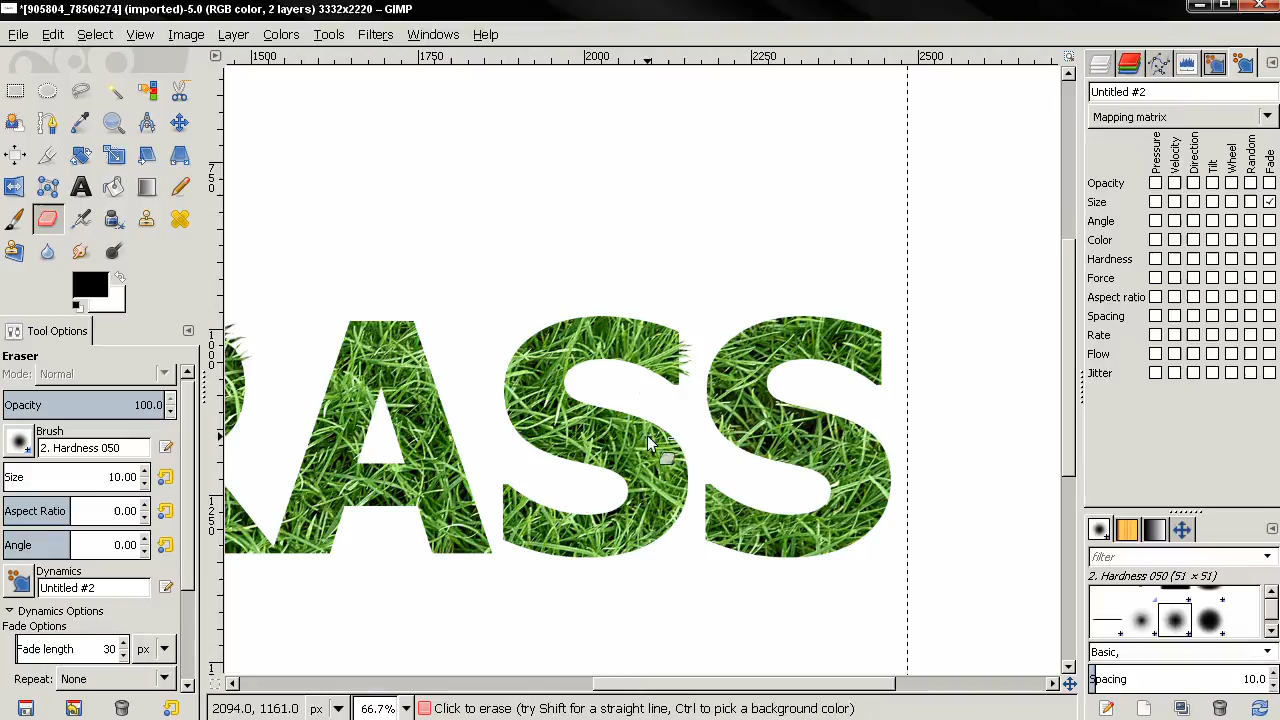 *[905804_78506274] (imported)-5.0 (RGB color, 2 layers) 3332x2220 – GIMP
File Edit Select View Image Layer Colors Tools Filters Windows Help
1500 1750 2000 2250 2500
Untitled #2
Mapping matrix
Pressure Velocity Direction Tilt Wheel Random Fade
Opacity
Size
Angle
Color
Hardness
Force
Aspect ratio
Spacing
Rate
Flow
Jitter
750
1000
1250
1
RASS
Tool Options
Eraser
Mode: Normal
Opacity 100.0
Brush
2. Hardness 050
Size 10.00
Aspect Ratio 0.00
Angle 0.00
Dynamics
Untitled #2
Dynamics Options
Fade Options
Fade length 30 px
Repeat: None
filter
2. Hardness 050 (51 × 51)
Basic,
Spacing 10.0
2094.0, 1161.0 px 66.7% Click to erase (try Shift for a straight line, Ctrl to pick a background color)